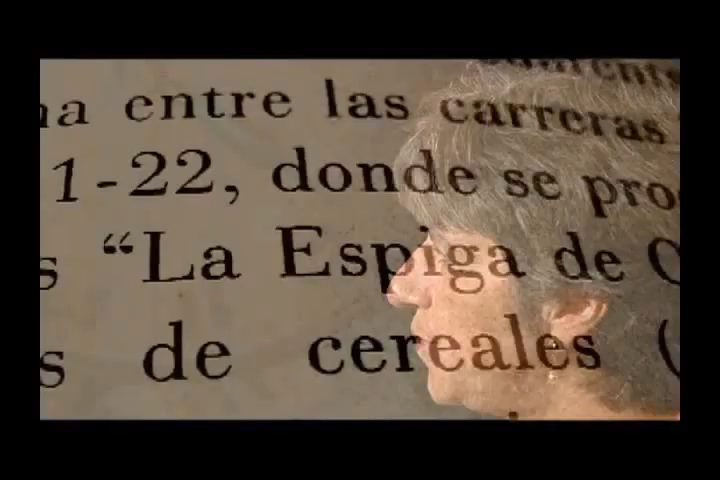 na entre las carreras
1-22, donde se pro
s “La Espiga de
s de cereales (